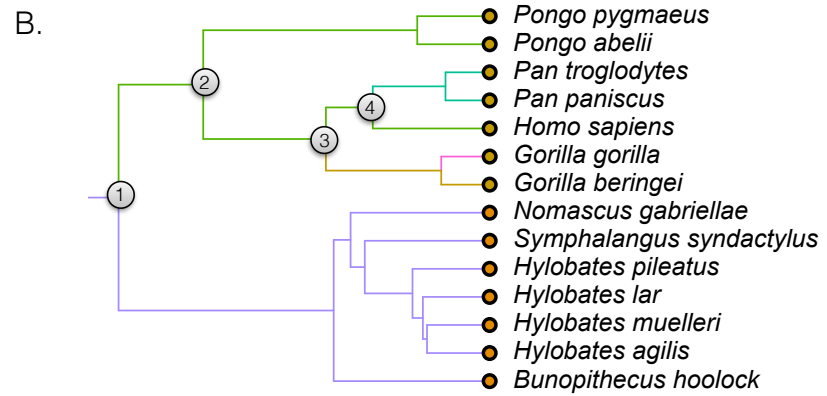 B.
Pongo pygmaeus
Pongo abelii
Pan troglodytes
Pan paniscus
Homo sapiens
Gorilla gorilla
Gorilla beringei
Nomascus gabriellae
Symphalangus syndactylus
Hylobates pileatus
Hylobates lar
Hylobates muelleri
Hylobates agilis
Bunopithecus hoolock
2
4
3
1